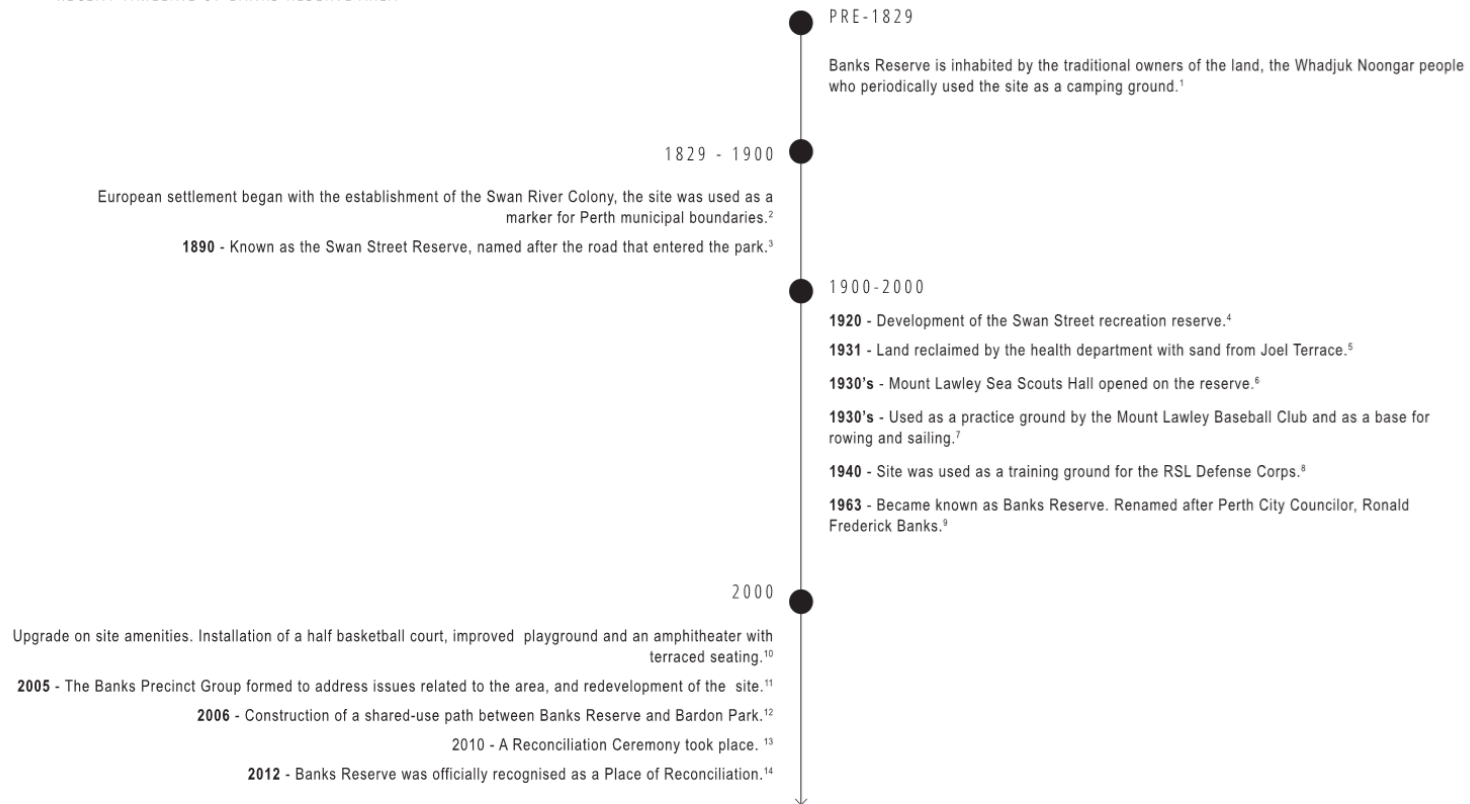 PRE-1829
Banks Reserve is inhabited by the traditional owners of the land, the Whadjuk Noongar people
who periodically used the site as a camping ground.¹
1829 - 1900
European settlement began with the establishment of the Swan River Colony, the site was used as a
marker for Perth municipal boundaries.²
1890 - Known as the Swan Street Reserve, named after the road that entered the park.³
1900-2000
1920 - Development of the Swan Street recreation reserve.⁴
1931 - Land reclaimed by the health department with sand from Joel Terrace.⁵
1930’s - Mount Lawley Sea Scouts Hall opened on the reserve.⁶
1930’s - Used as a practice ground by the Mount Lawley Baseball Club and as a base for
rowing and sailing.⁷
1940 - Site was used as a training ground for the RSL Defense Corps.⁸
1963 - Became known as Banks Reserve. Renamed after Perth City Councilor, Ronald
Frederick Banks.⁹
2000
Upgrade on site amenities. Installation of a half basketball court, improved playground and an amphitheater with
terraced seating.¹⁰
2005 - The Banks Precinct Group formed to address issues related to the area, and redevelopment of the site.¹¹
2006 - Construction of a shared-use path between Banks Reserve and Bardon Park.¹²
2010 - A Reconciliation Ceremony took place. ¹³
2012 - Banks Reserve was officially recognised as a Place of Reconciliation.¹⁴